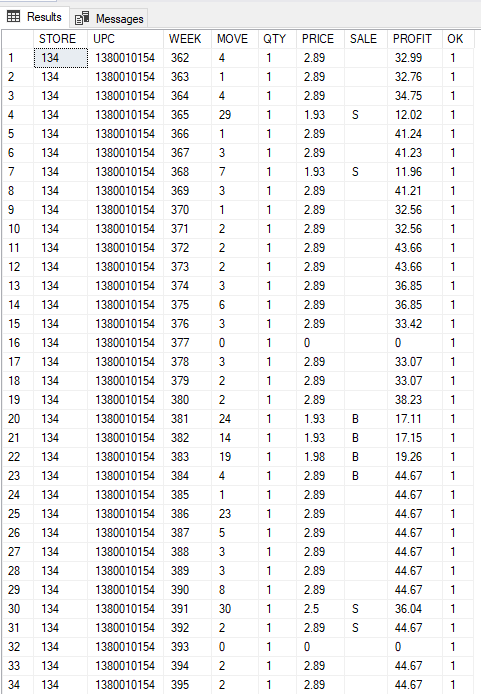 Results Messages
STORE UPC WEEK MOVE QTY PRICE SALE PROFIT OK
1 134 1380010154 362 4 1 2.89 32.99 1
2 134 1380010154 363 1 1 2.89 32.76 1
3 134 1380010154 364 4 1 2.89 34.75 1
4 134 1380010154 365 29 1 1.93 S 12.02 1
5 134 1380010154 366 1 1 2.89 41.24 1
6 134 1380010154 367 3 1 2.89 41.23 1
7 134 1380010154 368 7 1 1.93 S 11.96 1
8 134 1380010154 369 3 1 2.89 41.21 1
9 134 1380010154 370 1 1 2.89 32.56 1
10 134 1380010154 371 2 1 2.89 32.56 1
11 134 1380010154 372 2 1 2.89 43.66 1
12 134 1380010154 373 2 1 2.89 43.66 1
13 134 1380010154 374 3 1 2.89 36.85 1
14 134 1380010154 375 6 1 2.89 36.85 1
15 134 1380010154 376 3 1 2.89 33.42 1
16 134 1380010154 377 0 1 0 0 1
17 134 1380010154 378 3 1 2.89 33.07 1
18 134 1380010154 379 2 1 2.89 33.07 1
19 134 1380010154 380 2 1 2.89 38.23 1
20 134 1380010154 381 24 1 1.93 B 17.11 1
21 134 1380010154 382 14 1 1.93 B 17.15 1
22 134 1380010154 383 19 1 1.98 B 19.26 1
23 134 1380010154 384 4 1 2.89 B 44.67 1
24 134 1380010154 385 1 1 2.89 44.67 1
25 134 1380010154 386 23 1 2.89 44.67 1
26 134 1380010154 387 5 1 2.89 44.67 1
27 134 1380010154 388 3 1 2.89 44.67 1
28 134 1380010154 389 3 1 2.89 44.67 1
29 134 1380010154 390 8 1 2.89 44.67 1
30 134 1380010154 391 30 1 2.5 S 36.04 1
31 134 1380010154 392 2 1 2.89 S 44.67 1
32 134 1380010154 393 0 1 0 0 1
33 134 1380010154 394 2 1 2.89 44.67 1
34 134 1380010154 395 2 1 2.89 44.67 1